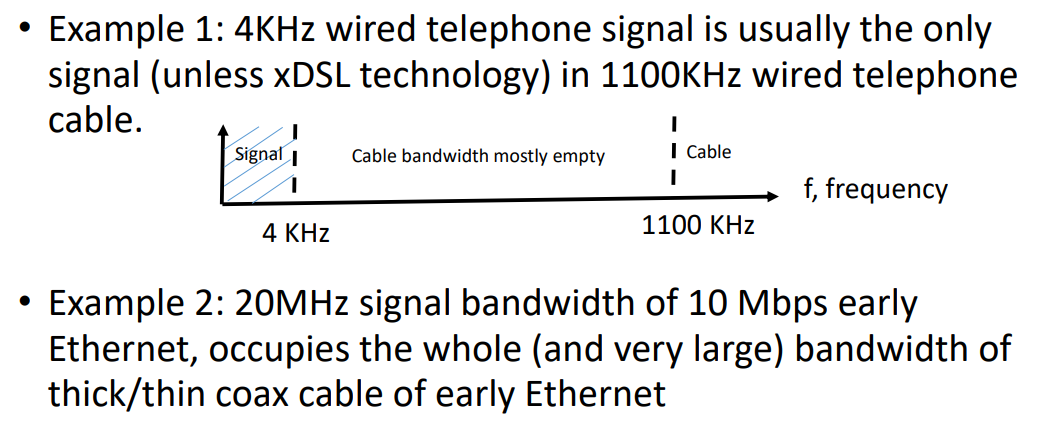 • Example 1: 4KHz wired telephone signal is usually the only
signal (unless xDSL technology) in 1100KHz wired telephone
cable.
Signal
Cable bandwidth mostly empty
Cable
f, frequency
4 KHz
1100 KHz
• Example 2: 20MHz signal bandwidth of 10 Mbps early
Ethernet, occupies the whole (and very large) bandwidth of
thick/thin coax cable of early Ethernet